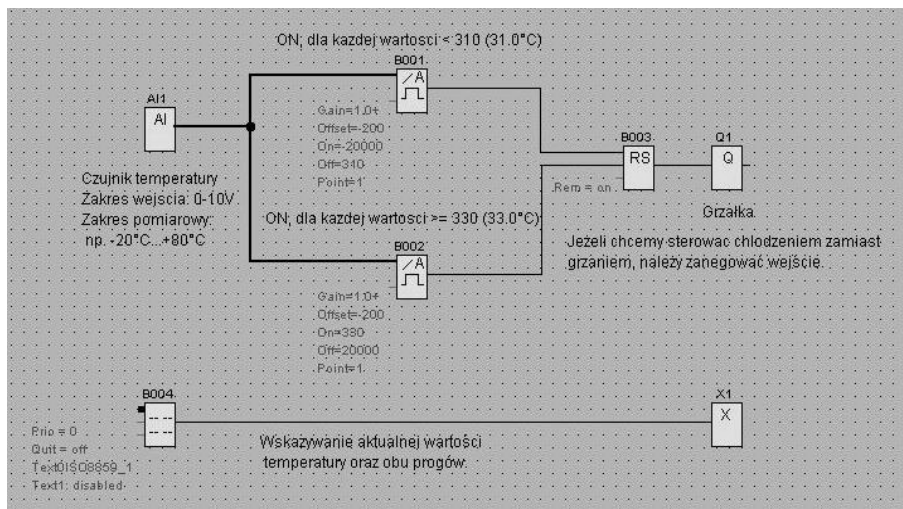 ON; dla kazdej wartosci < 310 (31.0°C)
B001
/A
AI1
AI
Gain=1.0+
Offset=-200
On=-20000
Off=310
Point=1
B003
RS
Rem = on
Q1
Q
Grzałka.
Czujnik temperatury
Zakres wejscia: 0-10V
Zakres pomiarowy:
np. -20°C...+80°C
ON; dla kazdej wartosci >= 330 (33.0°C)
Jeżeli chcemy sterowac chlodzeniem zamiast
grzaniem, należy zanegować wejście.
B002
/A
Gain=1.0+
Offset=-200
On=330
Off=20000
Point=1
B004
Prio = 0
Quit = off
Text0ISO8859_1
Text1: disabled
Wskazywanie aktualnej wartości
temperatury oraz obu progów.
X1
X